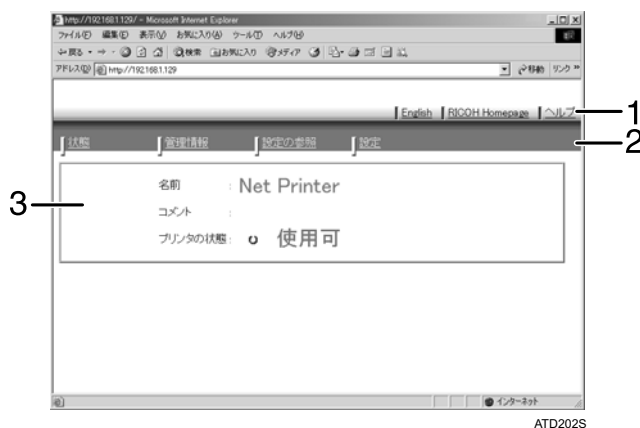 http://192.168.1.129/ - Microsoft Internet Explorer
ファイル(F) 編集(E) 表示(V) お気に入り(A) ツール(T) ヘルプ(H)
戻る 検索 お気に入り メディア
アドレス(D) http://192.168.1.129 移動 リンク »
English RICOH Homepage ヘルプ 1
状態 管理情報 設定の参照 設定 2
3
名前 : Net Printer
コメント :
プリンタの状態 : 使用可
インターネット
ATD202S